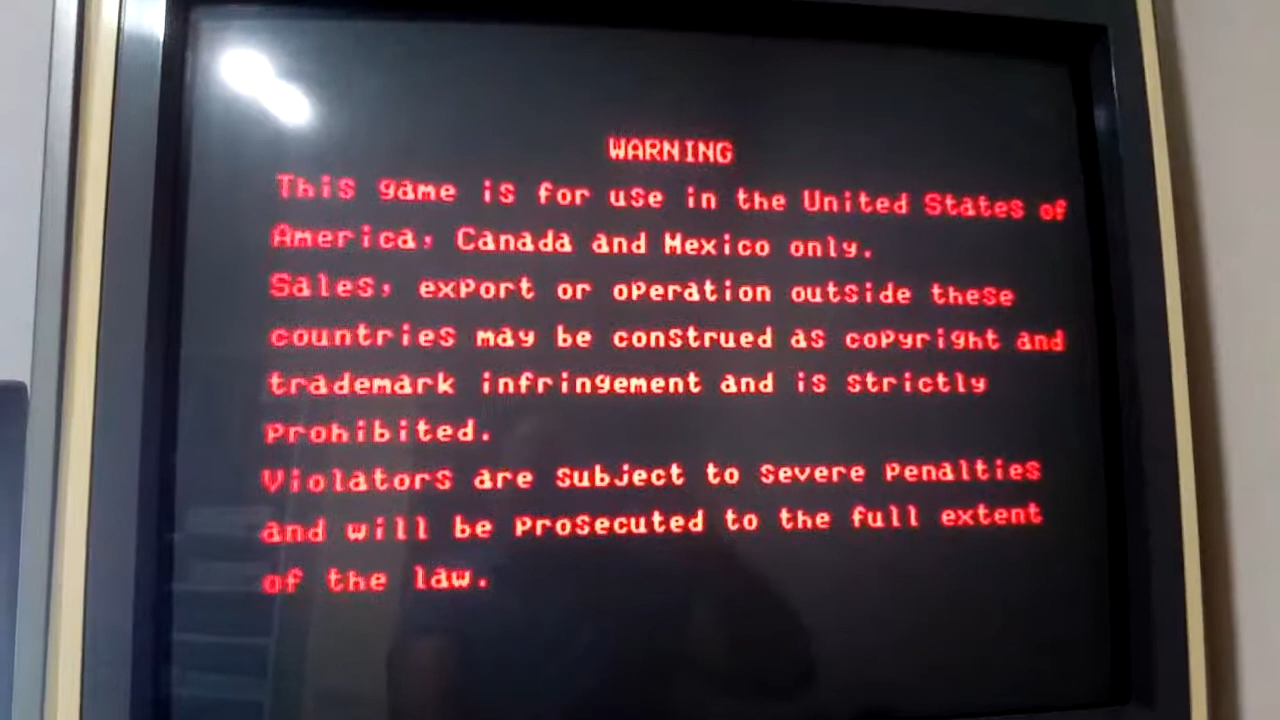 WARNING
This game is for use in the United States of
America, Canada and Mexico only.
Sales, export or operation outside these
countries may be construed as copyright and
trademark infringement and is strictly
prohibited.
Violators are subject to severe penalties
and will be prosecuted to the full extent
of the law.